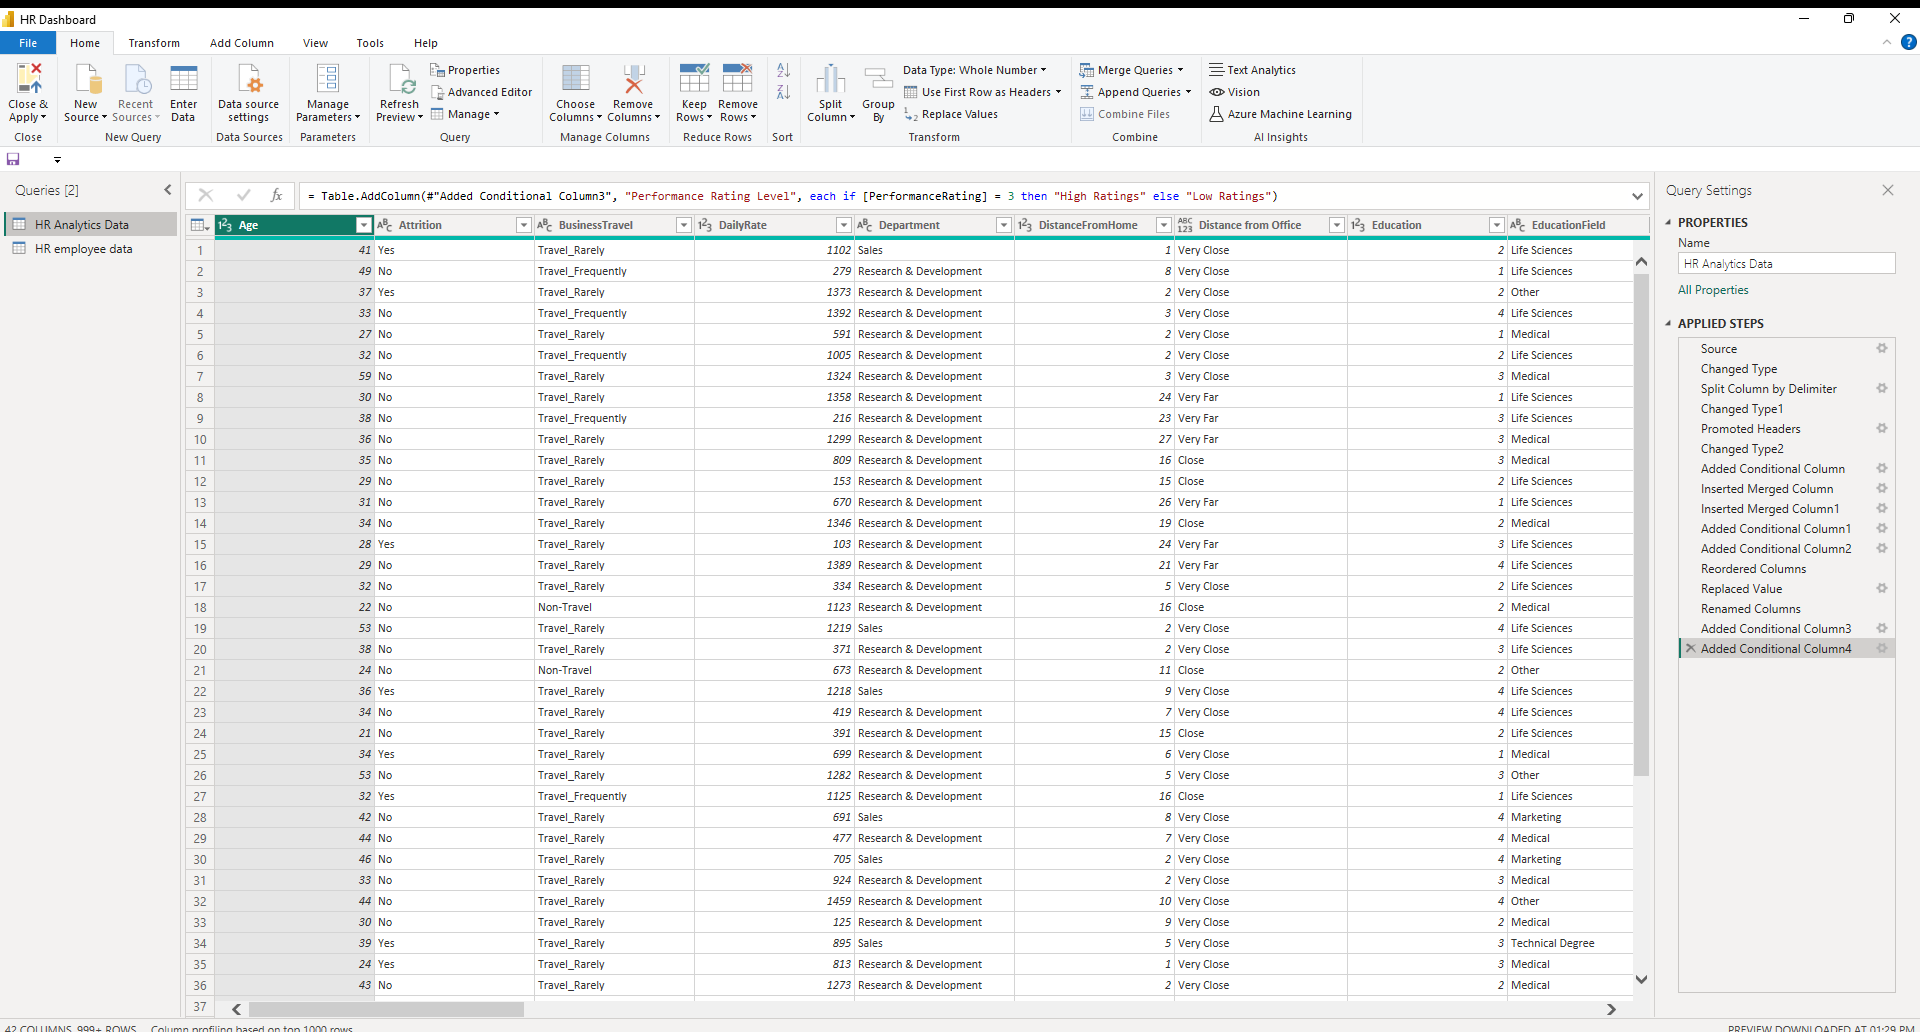 HR Dashboard
File Home Transform Add Column View Tools Help
Close & Apply
New Source
Recent Sources
Enter Data
Data source settings
Manage Parameters
Refresh Preview
Properties
Advanced Editor
Manage
Choose Columns
Remove Columns
Keep Rows
Remove Rows
Split Column
Group By
Data Type: Whole Number
Use First Row as Headers
Replace Values
Merge Queries
Append Queries
Combine Files
Text Analytics
Vision
Azure Machine Learning
Close New Query Data Sources Parameters Query Manage Columns Reduce Rows Sort Transform Combine AI Insights
Queries [2]
HR Analytics Data
HR employee data
= Table.AddColumn(#"Added Conditional Column3", "Performance Rating Level", each if [PerformanceRating] = 3 then "High Ratings" else "Low Ratings")
Age Attrition BusinessTravel DailyRate Department DistanceFromHome Distance from Office Education EducationField
1 41 Yes Travel_Rarely 1102 Sales 1 Very Close 2 Life Sciences
2 49 No Travel_Frequently 279 Research & Development 8 Very Close 1 Life Sciences
3 37 Yes Travel_Rarely 1373 Research & Development 2 Very Close 2 Other
4 33 No Travel_Frequently 1392 Research & Development 3 Very Close 4 Life Sciences
5 27 No Travel_Rarely 591 Research & Development 2 Very Close 1 Medical
6 32 No Travel_Frequently 1005 Research & Development 2 Very Close 2 Life Sciences
7 59 No Travel_Rarely 1324 Research & Development 3 Very Close 3 Medical
8 30 No Travel_Rarely 1358 Research & Development 24 Very Far 1 Life Sciences
9 38 No Travel_Frequently 216 Research & Development 23 Very Far 3 Life Sciences
10 36 No Travel_Rarely 1299 Research & Development 27 Very Far 3 Medical
11 35 No Travel_Rarely 809 Research & Development 16 Close 3 Medical
12 29 No Travel_Rarely 153 Research & Development 15 Close 2 Life Sciences
13 31 No Travel_Rarely 670 Research & Development 26 Very Far 1 Life Sciences
14 34 No Travel_Rarely 1346 Research & Development 19 Close 2 Medical
15 28 Yes Travel_Rarely 103 Research & Development 24 Very Far 3 Life Sciences
16 29 No Travel_Rarely 1389 Research & Development 21 Very Far 4 Life Sciences
17 32 No Travel_Rarely 334 Research & Development 5 Very Close 2 Life Sciences
18 22 No Non-Travel 1123 Research & Development 16 Close 2 Medical
19 53 No Travel_Rarely 1219 Sales 2 Very Close 4 Life Sciences
20 38 No Travel_Rarely 371 Research & Development 2 Very Close 3 Life Sciences
21 24 No Non-Travel 673 Research & Development 11 Close 2 Other
22 36 Yes Travel_Rarely 1218 Sales 9 Very Close 4 Life Sciences
23 34 No Travel_Rarely 419 Research & Development 7 Very Close 4 Life Sciences
24 21 No Travel_Rarely 391 Research & Development 15 Close 2 Life Sciences
25 34 Yes Travel_Rarely 699 Research & Development 6 Very Close 1 Medical
26 53 No Travel_Rarely 1282 Research & Development 5 Very Close 3 Other
27 32 Yes Travel_Frequently 1125 Research & Development 16 Close 1 Life Sciences
28 42 No Travel_Rarely 691 Sales 8 Very Close 4 Marketing
29 44 No Travel_Rarely 477 Research & Development 7 Very Close 4 Medical
30 46 No Travel_Rarely 705 Sales 2 Very Close 4 Marketing
31 33 No Travel_Rarely 924 Research & Development 2 Very Close 3 Medical
32 44 No Travel_Rarely 1459 Research & Development 10 Very Close 4 Other
33 30 No Travel_Rarely 125 Research & Development 9 Very Close 2 Medical
34 39 Yes Travel_Rarely 895 Sales 5 Very Close 3 Technical Degree
35 24 Yes Travel_Rarely 813 Research & Development 1 Very Close 3 Medical
36 43 No Travel_Rarely 1273 Research & Development 2 Very Close 2 Medical
37
Query Settings
PROPERTIES
Name
HR Analytics Data
All Properties
APPLIED STEPS
Source
Changed Type
Split Column by Delimiter
Changed Type1
Promoted Headers
Changed Type2
Added Conditional Column
Inserted Merged Column
Inserted Merged Column1
Added Conditional Column1
Added Conditional Column2
Reordered Columns
Replaced Value
Renamed Columns
Added Conditional Column3
Added Conditional Column4
42 COLUMNS, 999+ ROWS Column profiling based on top 1000 rows
PREVIEW DOWNLOADED AT 01:29 PM